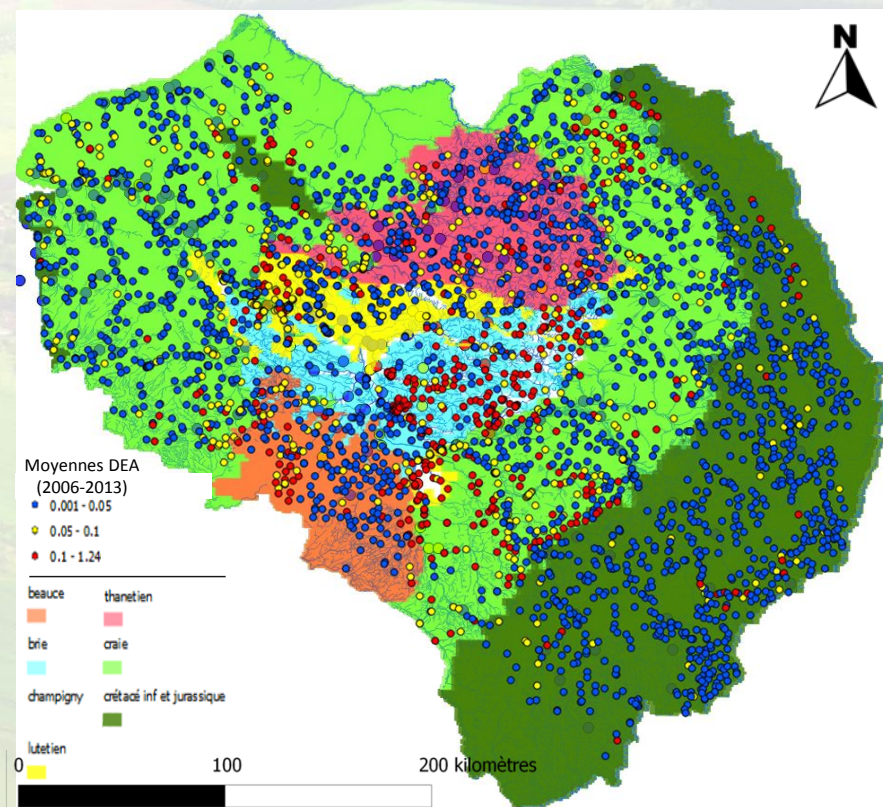 N
Moyennes DEA
(2006-2013)
0.001 - 0.05
0.05 - 0.1
0.1 - 1.24
beauce thanetien
brie craie
champigny crétacé inf et jurassique
lutetien
0 100 200 kilomètres